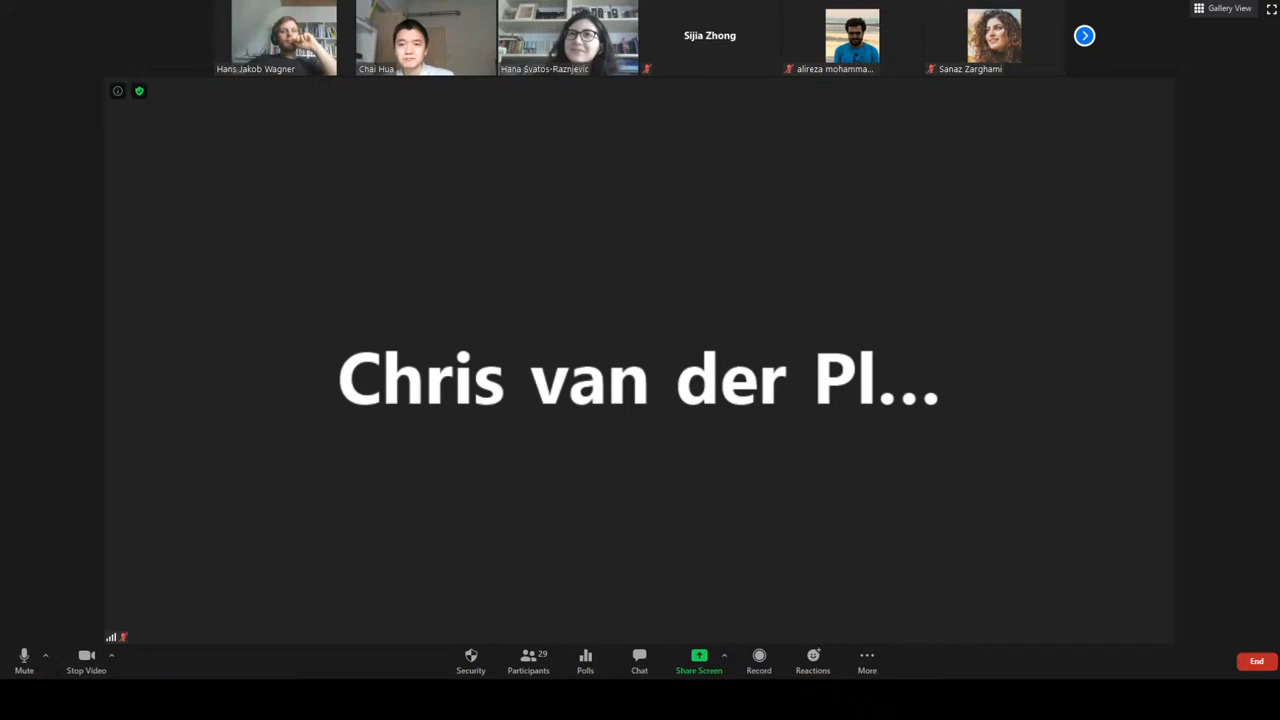 Hans Jakob Wagner
Chai Hua
Hana Svatos-Raznjevic
Sijia Zhong
alireza mohamma...
Sanaz Zarghami
Gallery View
Chris van der Pl...
Mute
Stop Video
Security
Participants
29
Polls
Chat
Share Screen
Record
Reactions
More
End